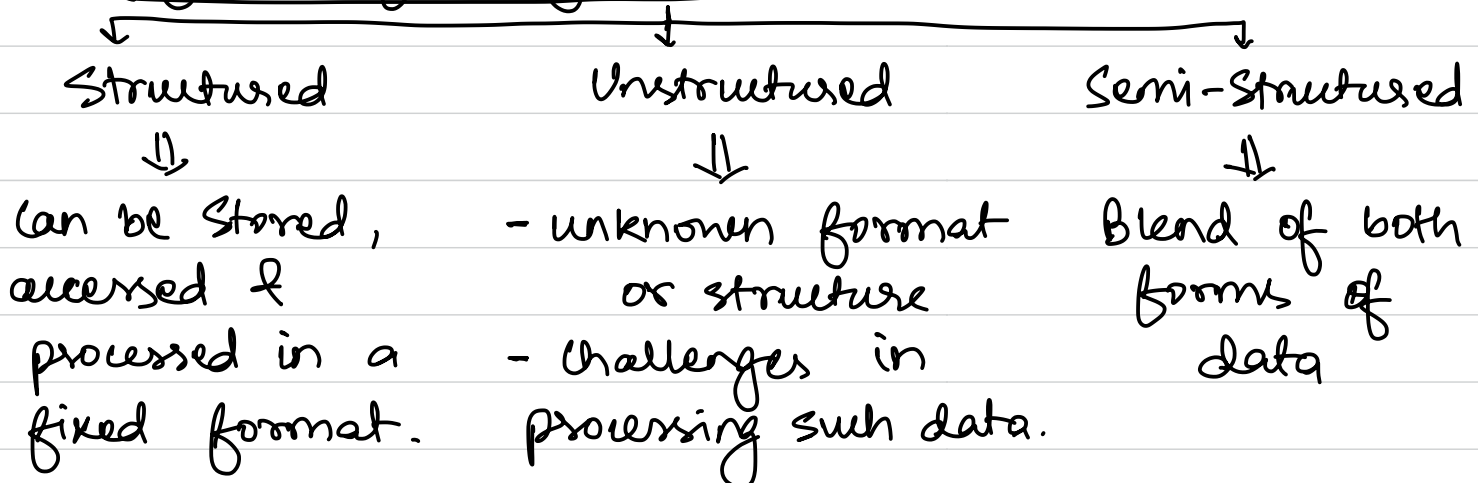 Structured Unstructured Semi-Structured
Can be Stored,
accessed &
processed in a
fixed format.
- unknown format
or structure
- Challenges in
processing such data.
Blend of both
forms of
data